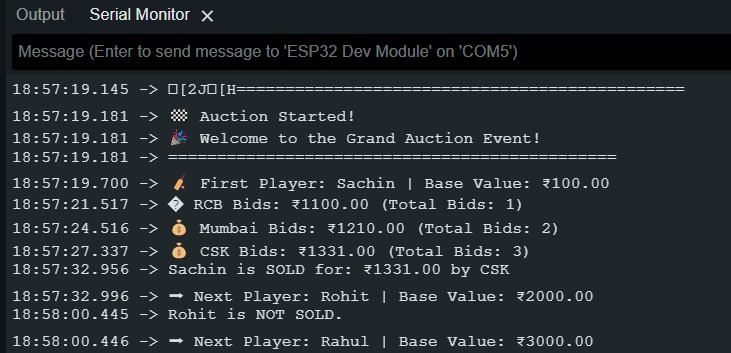 Output Serial Monitor ×
Message (Enter to send message to 'ESP32 Dev Module' on 'COM5')
18:57:19.145 -> □[2J□[H==============================================
18:57:19.181 -> 🏁 Auction Started!
18:57:19.181 -> 🎉 Welcome to the Grand Auction Event!
18:57:19.181 -> ==============================================
18:57:19.700 -> 🏏 First Player: Sachin | Base Value: ₹100.00
18:57:21.517 -> � RCB Bids: ₹1100.00 (Total Bids: 1)
18:57:24.516 -> 💰 Mumbai Bids: ₹1210.00 (Total Bids: 2)
18:57:27.337 -> 💰 CSK Bids: ₹1331.00 (Total Bids: 3)
18:57:32.956 -> Sachin is SOLD for: ₹1331.00 by CSK
18:57:32.996 -> ➡ Next Player: Rohit | Base Value: ₹2000.00
18:58:00.445 -> Rohit is NOT SOLD.
18:58:00.446 -> ➡ Next Player: Rahul | Base Value: ₹3000.00